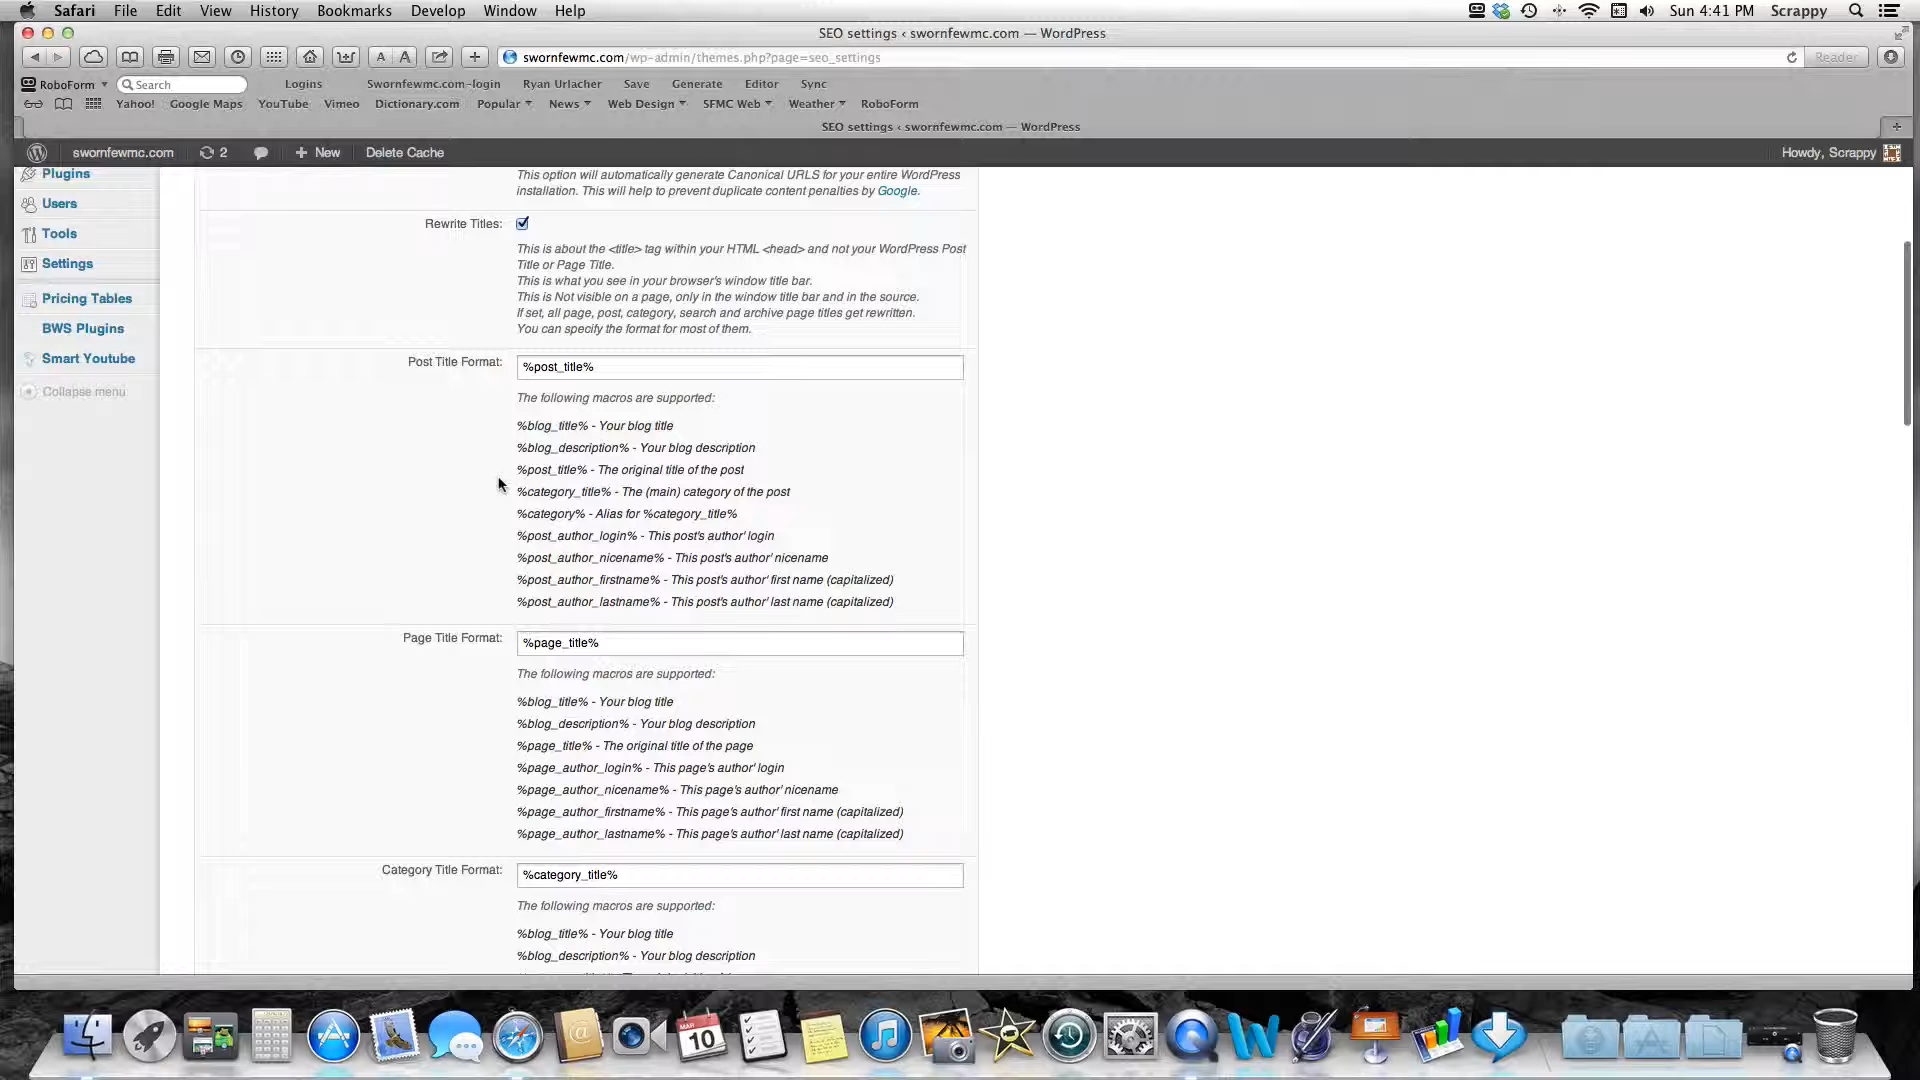 Safari File Edit View History Bookmarks Develop Window Help Sun 4:41 PM Scrappy
SEO settings ‹ swornfewmc.com — WordPress
swornfewmc.com/wp-admin/themes.php?page=seo_settings Reader
RoboForm Search Logins Swornfewmc.com-login Ryan Urlacher Save Generate Editor Sync
Yahoo! Google Maps YouTube Vimeo Dictionary.com Popular News Web Design SFMC Web Weather RoboForm
SEO settings ‹ swornfewmc.com — WordPress
swornfewmc.com 2 + New Delete Cache Howdy, Scrappy
Plugins
Users
Tools
Settings
Pricing Tables
BWS Plugins
Smart Youtube
Collapse menu
This option will automatically generate Canonical URLS for your entire WordPress
installation. This will help to prevent duplicate content penalties by Google.
Rewrite Titles:
This is about the <title> tag within your HTML <head> and not your WordPress Post
Title or Page Title.
This is what you see in your browser's window title bar.
This is Not visible on a page, only in the window title bar and in the source.
If set, all page, post, category, search and archive page titles get rewritten.
You can specify the format for most of them.
Post Title Format: %post_title%
The following macros are supported:
%blog_title% - Your blog title
%blog_description% - Your blog description
%post_title% - The original title of the post
%category_title% - The (main) category of the post
%category% - Alias for %category_title%
%post_author_login% - This post's author' login
%post_author_nicename% - This post's author' nicename
%post_author_firstname% - This post's author' first name (capitalized)
%post_author_lastname% - This post's author' last name (capitalized)
Page Title Format: %page_title%
The following macros are supported:
%blog_title% - Your blog title
%blog_description% - Your blog description
%page_title% - The original title of the page
%page_author_login% - This page's author' login
%page_author_nicename% - This page's author' nicename
%page_author_firstname% - This page's author' first name (capitalized)
%page_author_lastname% - This page's author' last name (capitalized)
Category Title Format: %category_title%
The following macros are supported:
%blog_title% - Your blog title
%blog_description% - Your blog description
MAR
10